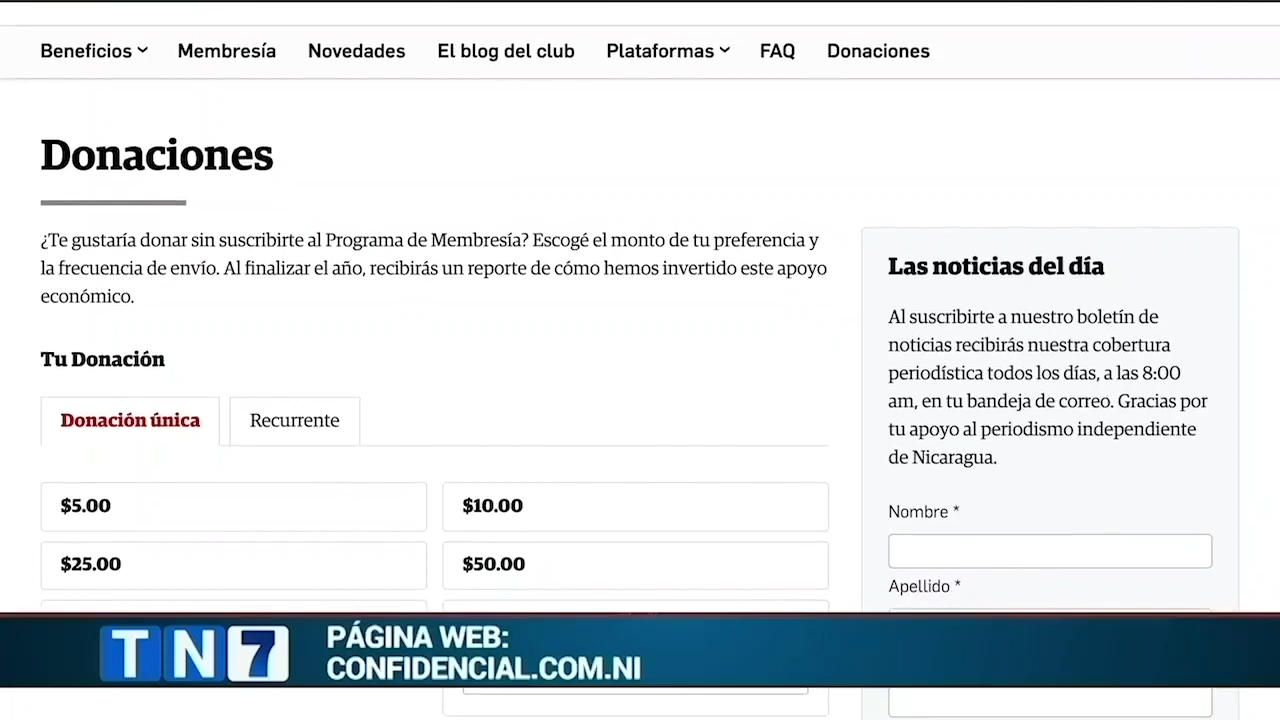 Beneficios Membresía Novedades El blog del club Plataformas FAQ Donaciones
Donaciones
¿Te gustaría donar sin suscribirte al Programa de Membresía? Escogé el monto de tu preferencia y
la frecuencia de envío. Al finalizar el año, recibirás un reporte de cómo hemos invertido este apoyo
económico.
Tu Donación
Donación única Recurrente
$5.00 $10.00
$25.00 $50.00
Las noticias del día
Al suscribirte a nuestro boletín de
noticias recibirás nuestra cobertura
periodística todos los días, a las 8:00
am, en tu bandeja de correo. Gracias por
tu apoyo al periodismo independiente
de Nicaragua.
Nombre *
Apellido *
TN7
PÁGINA WEB:
CONFIDENCIAL.COM.NI